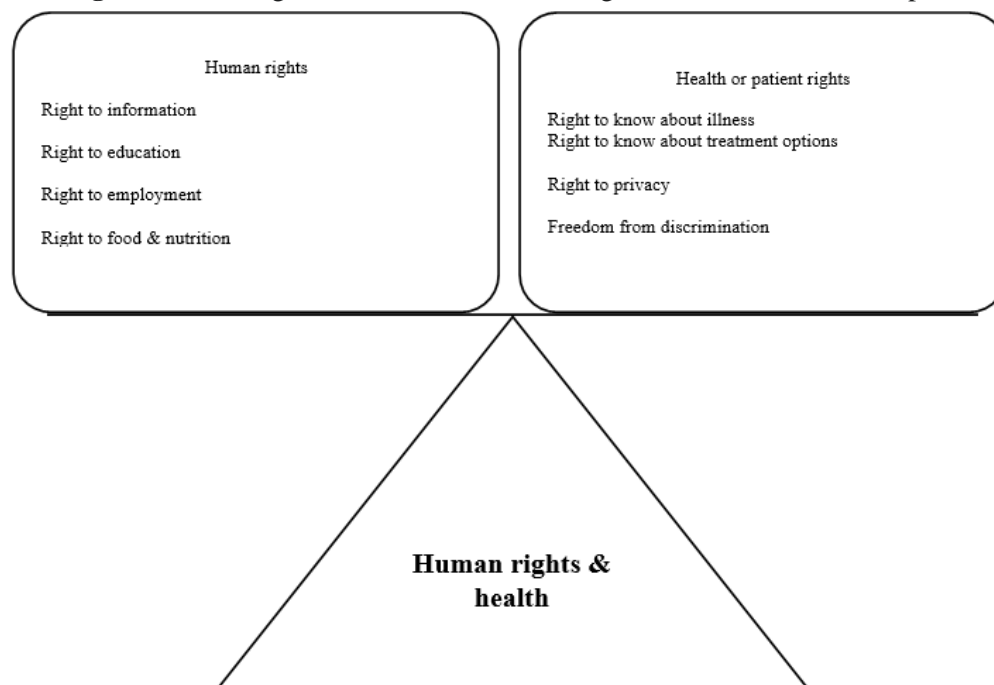 Human rights
Right to information
Right to education
Right to employment
Right to food & nutrition
Health or patient rights
Right to know about illness
Right to know about treatment options
Right to privacy
Freedom from discrimination
Human rights &
health